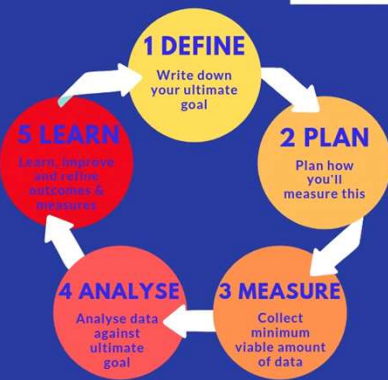 1 DEFINE
Write down
your ultimate
goal
2 PLAN
Plan how
you'll
measure this
3 MEASURE
Collect
minimum
viable amount
of data
4 ANALYSE
Analyse data
against
ultimate
goal
5 LEARN
Learn, improve
and refine
outcomes &
measures